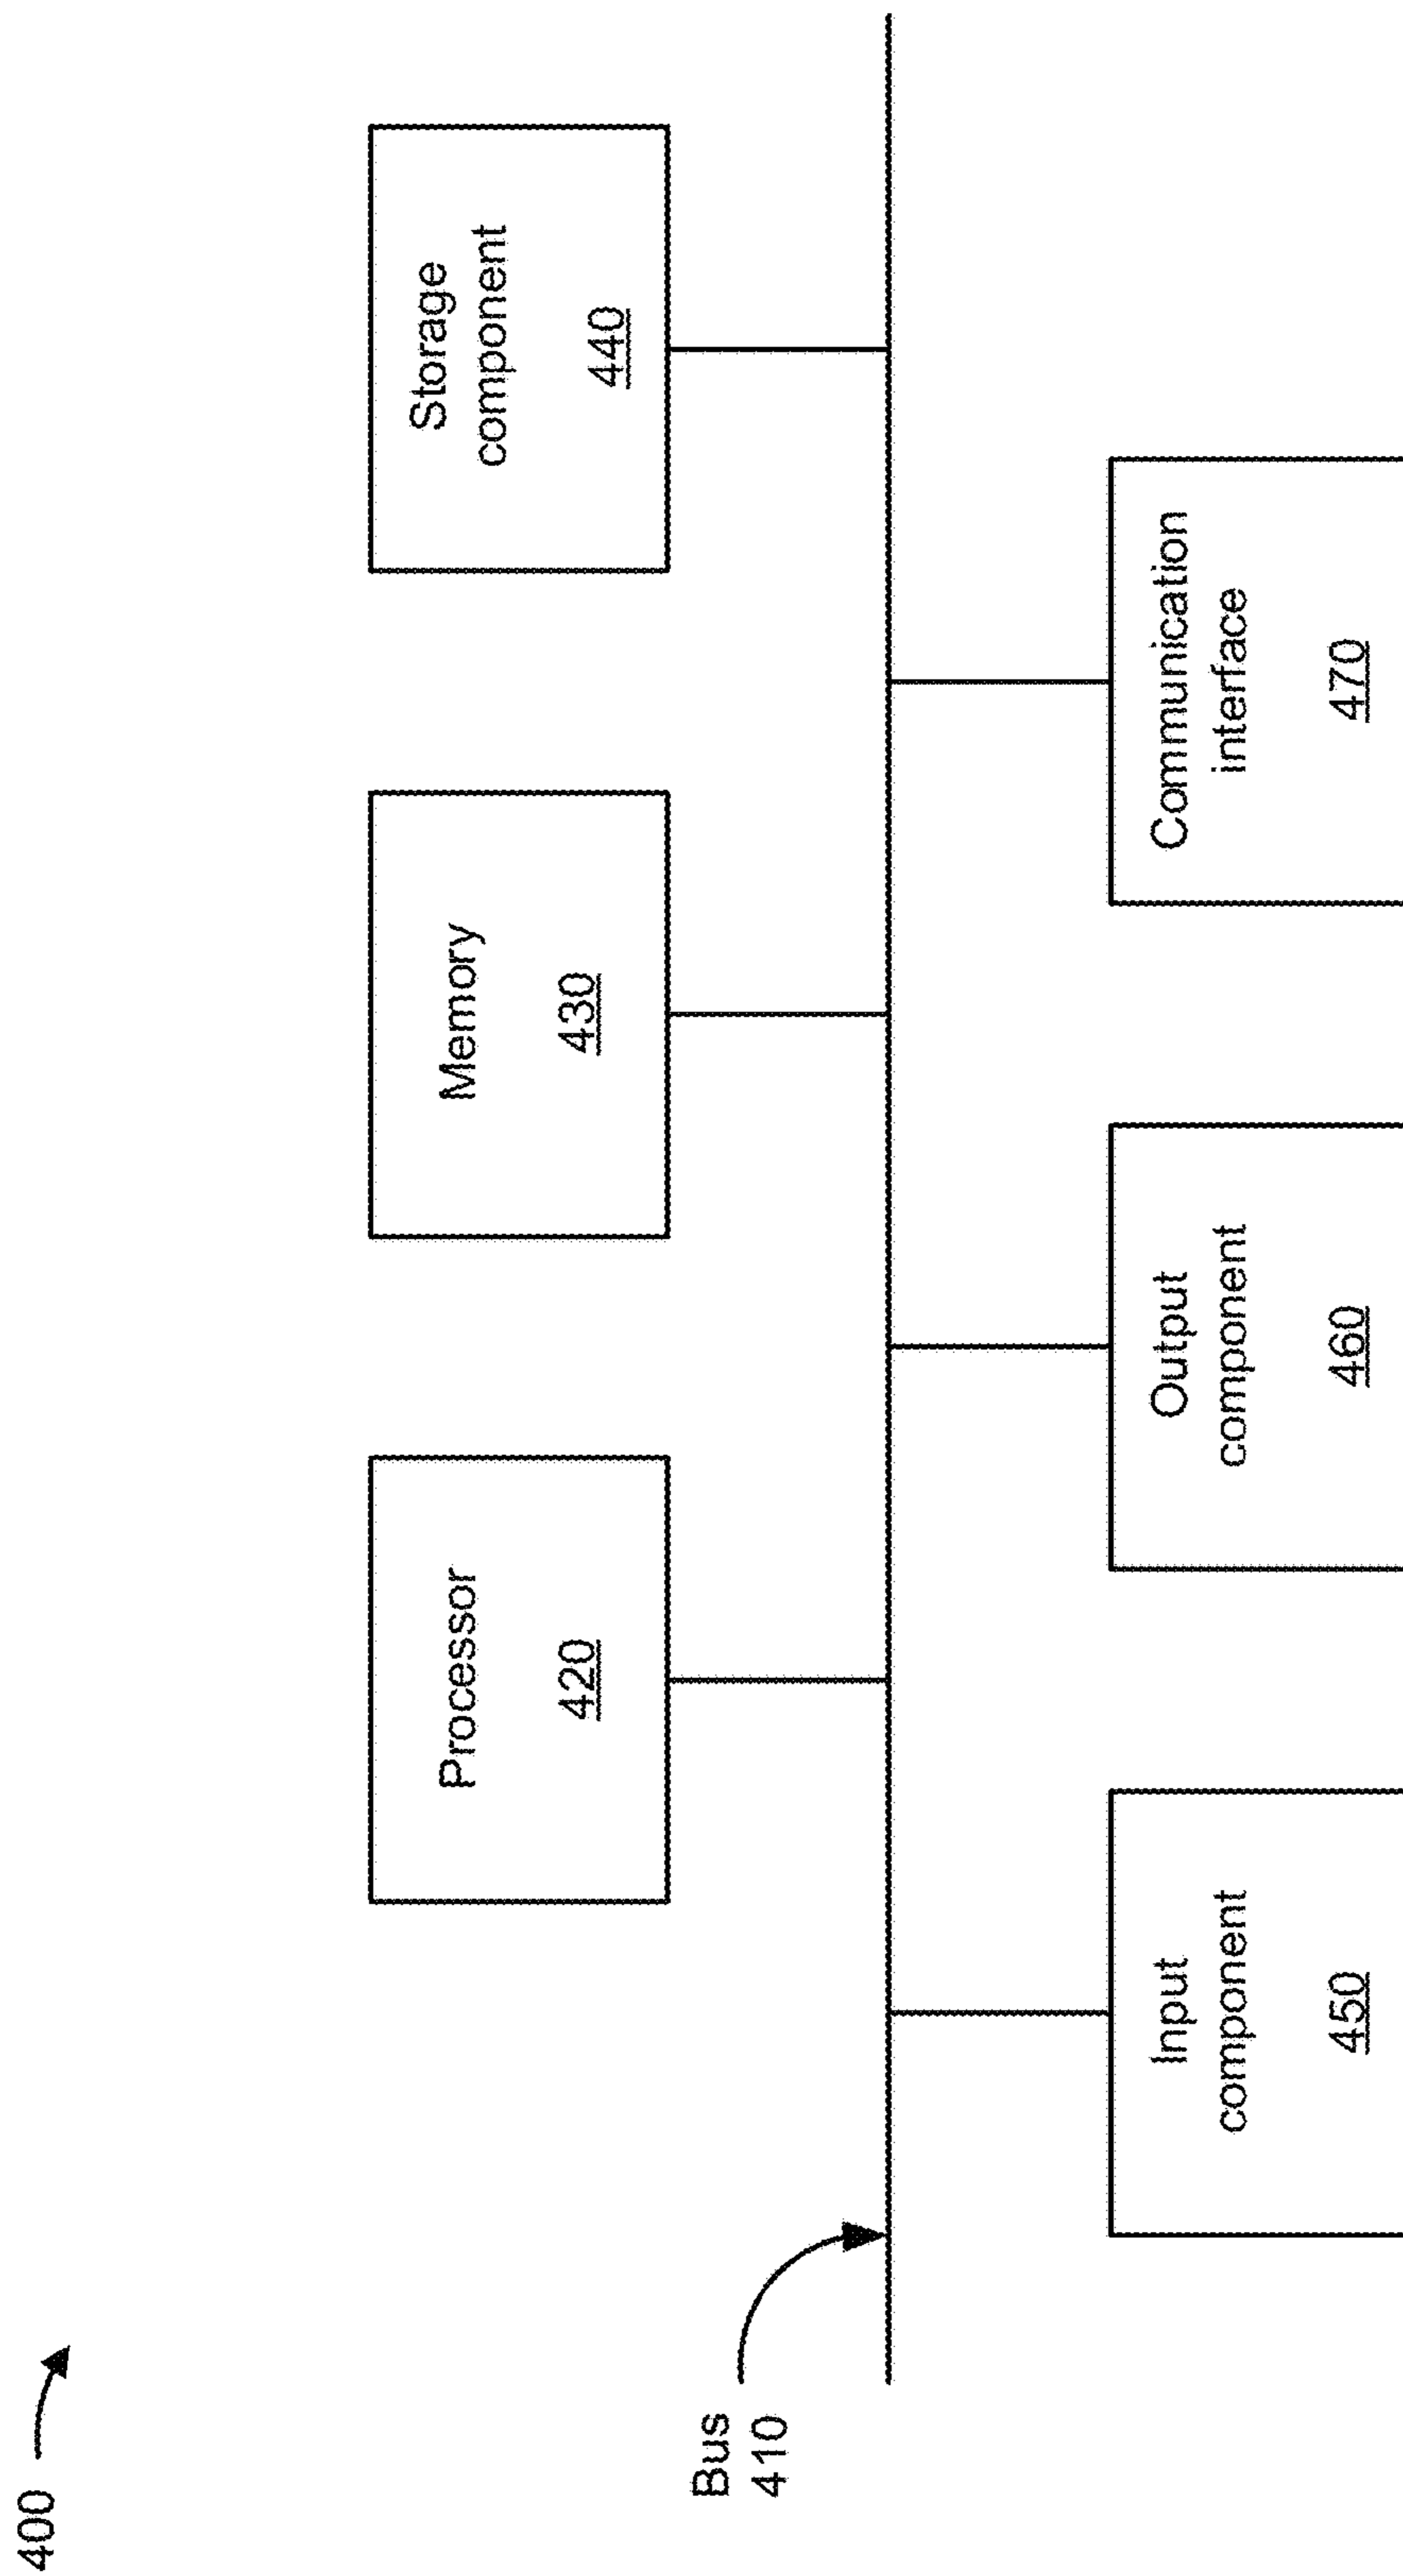 400
Processor
420
Memory
430
Storage
component
440
Bus
410
Input
component
450
Output
component
460
Communication
interface
470